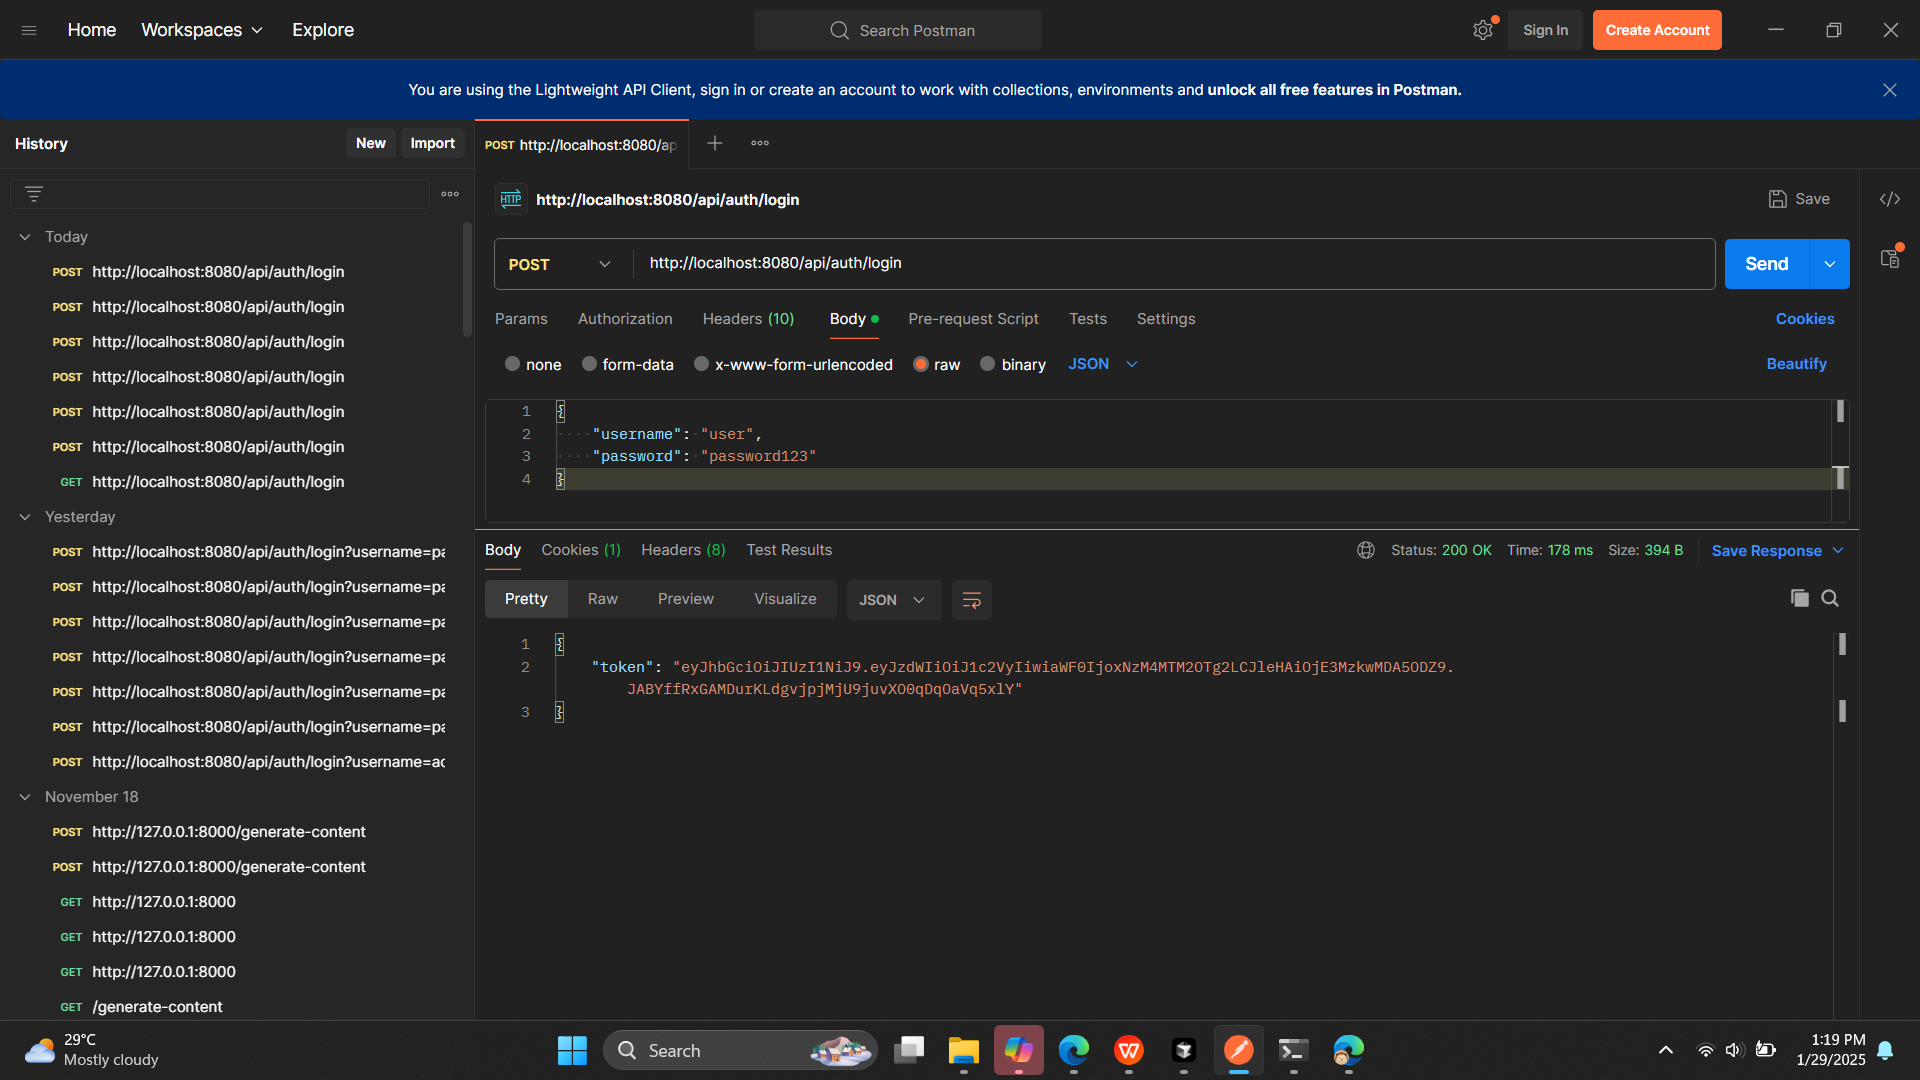 Home
Workspaces
Explore
Search Postman
Sign In
Create Account
You are using the Lightweight API Client, sign in or create an account to work with collections, environments and unlock all free features in Postman.
History
New
Import
POST http://localhost:8080/ap
HTTP http://localhost:8080/api/auth/login
Save
</>
Today
POST http://localhost:8080/api/auth/login
POST http://localhost:8080/api/auth/login
POST http://localhost:8080/api/auth/login
POST http://localhost:8080/api/auth/login
POST http://localhost:8080/api/auth/login
POST http://localhost:8080/api/auth/login
GET http://localhost:8080/api/auth/login
Yesterday
POST http://localhost:8080/api/auth/login?username=pa
POST http://localhost:8080/api/auth/login?username=pa
POST http://localhost:8080/api/auth/login?username=pa
POST http://localhost:8080/api/auth/login?username=pa
POST http://localhost:8080/api/auth/login?username=pa
POST http://localhost:8080/api/auth/login?username=pa
POST http://localhost:8080/api/auth/login?username=ac
November 18
POST http://127.0.0.1:8000/generate-content
POST http://127.0.0.1:8000/generate-content
GET http://127.0.0.1:8000
GET http://127.0.0.1:8000
GET http://127.0.0.1:8000
GET /generate-content
POST
http://localhost:8080/api/auth/login
Send
Params
Authorization
Headers (10)
Body
Pre-request Script
Tests
Settings
Cookies
none
form-data
x-www-form-urlencoded
raw
binary
JSON
Beautify
1 {
2 "username": "user",
3 "password": "password123"
4 }
Body
Cookies (1)
Headers (8)
Test Results
Status: 200 OK
Time: 178 ms
Size: 394 B
Save Response
Pretty
Raw
Preview
Visualize
JSON
1 {
2 "token": "eyJhbGciOiJIUzI1NiJ9.eyJzdWIiOiJ1c2VyIiwiaWF0IjoxNzM4MTM2OTg2LCJleHAiOjE3MzkwMDA5ODZ9.
JABYffRxGAMDurKLdgvjpjMjU9juvXO0qDqOaVq5xlY"
3 }
29°C
Mostly cloudy
Search
1:19 PM
1/29/2025